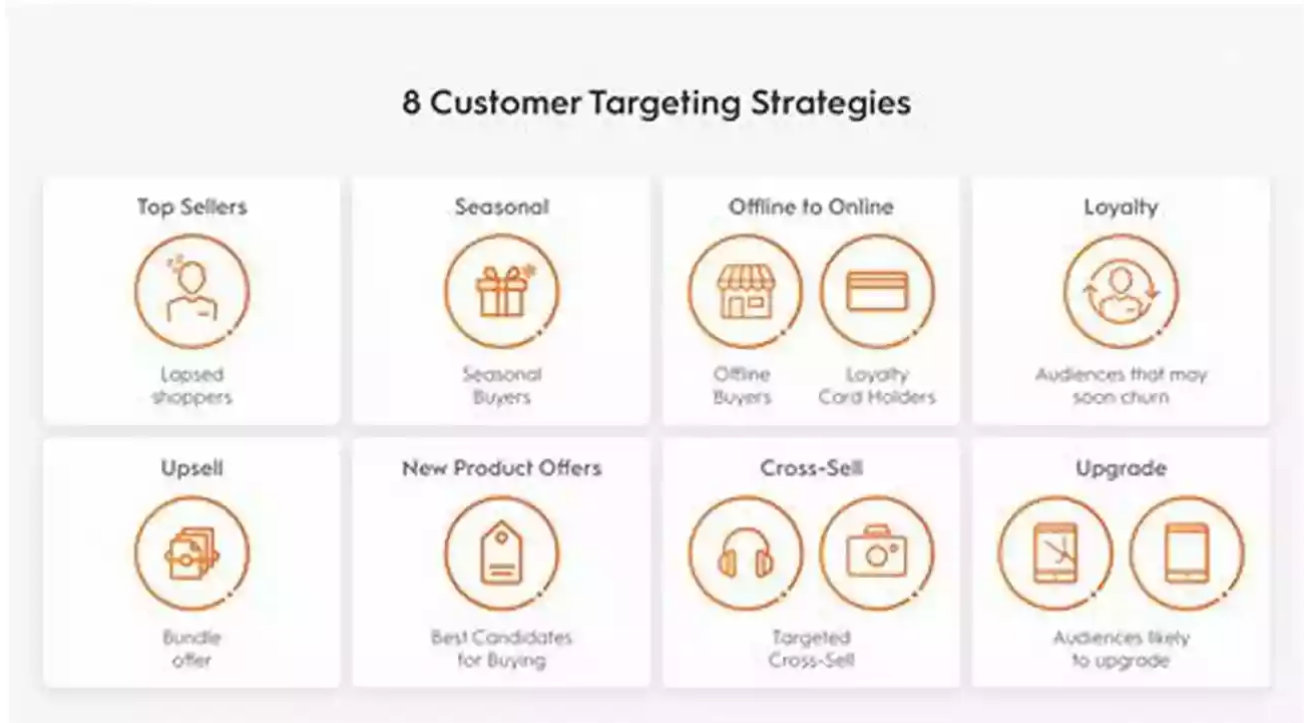 8 Customer Targeting Strategies
Top Sellers
Lapsed
shoppers
Seasonal
Seasonal
Buyers
Offline to Online
Offline
Buyers
Loyalty
Card Holders
Loyalty
Audiences that may
soon churn
Upsell
Bundle
offer
New Product Offers
Best Candidates
for Buying
Cross-Sell
Targeted
Cross-Sell
Upgrade
Audiences likely
to upgrade